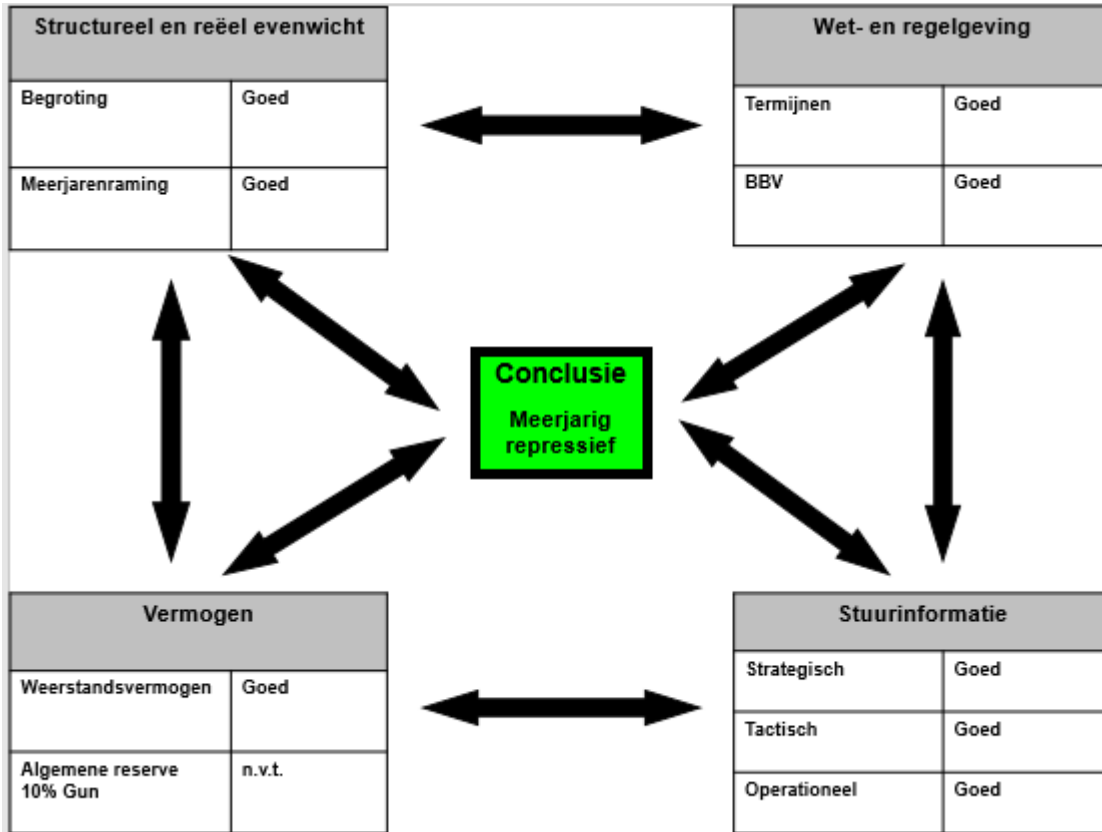 Structureel en reëel evenwicht
Begroting Goed
Meerjarenraming Goed
Wet- en regelgeving
Termijnen Goed
BBV Goed
Conclusie
Meerjarig
repressief
Vermogen
Weerstandsvermogen Goed
Algemene reserve n.v.t.
10% Gun
Stuurinformatie
Strategisch Goed
Tactisch Goed
Operationeel Goed